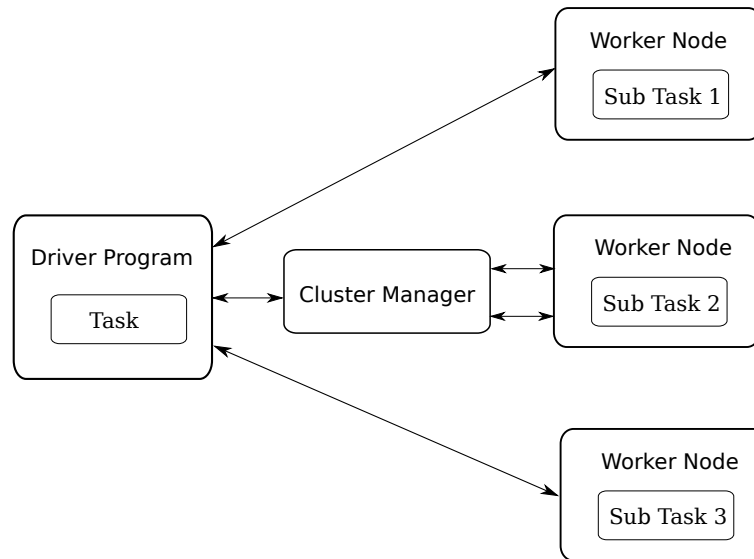 Worker Node
Sub Task 1
Driver Program
Task
Cluster Manager
Worker Node
Sub Task 2
Worker Node
Sub Task 3